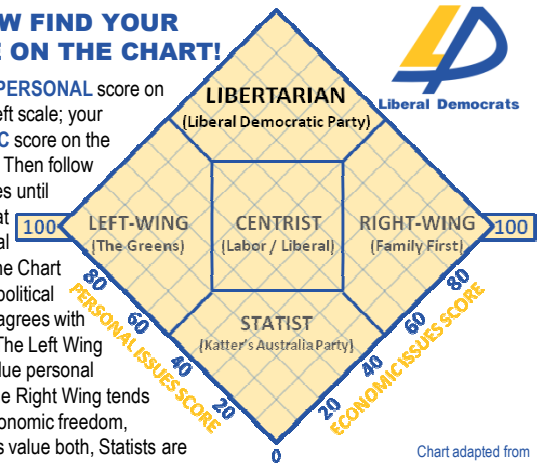 OW FIND YOUR
E ON THE CHART!
PERSONAL score on
eft scale; your
C score on the
Then follow
es until
at
al
ne Chart
political
agrees with
The Left Wing
lue personal
e Right Wing tends
onomic freedom,
s value both, Statists are
Liberal Democrats
LIBERTARIAN
(Liberal Democratic Party)
100
LEFT-WING
(The Greens)
CENTRIST
(Labor / Liberal)
RIGHT-WING
(Family First)
100
STATIST
(Katter's Australia Party)
80
60
40
20
PERSONAL ISSUES SCORE
0
20
40
60
80
ECONOMIC ISSUES SCORE
Chart adapted from